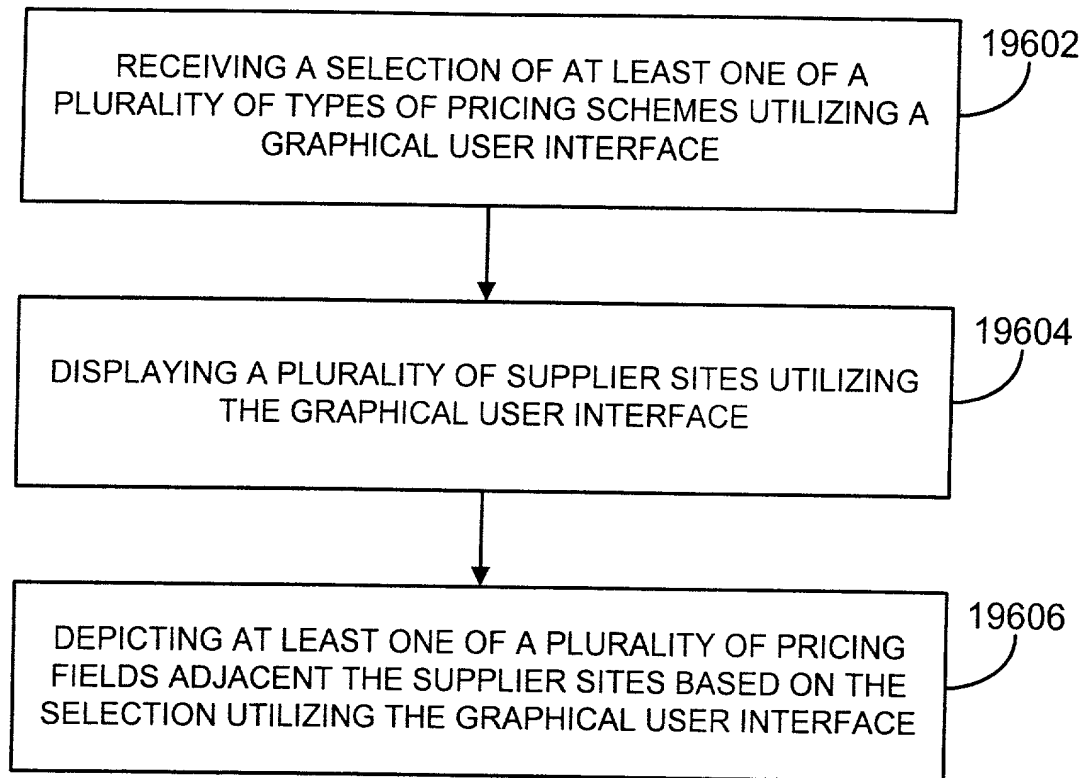 RECEIVING A SELECTION OF AT LEAST ONE OF A
PLURALITY OF TYPES OF PRICING SCHEMES UTILIZING A
GRAPHICAL USER INTERFACE
19602
DISPLAYING A PLURALITY OF SUPPLIER SITES UTILIZING
THE GRAPHICAL USER INTERFACE
19604
DEPICTING AT LEAST ONE OF A PLURALITY OF PRICING
FIELDS ADJACENT THE SUPPLIER SITES BASED ON THE
SELECTION UTILIZING THE GRAPHICAL USER INTERFACE
19606